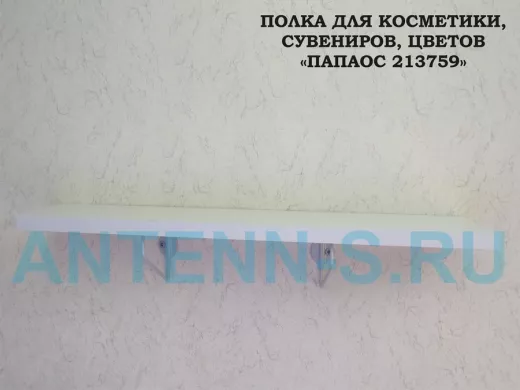 ПОЛКА ДЛЯ КОСМЕТИКИ,
СУВЕНИРОВ, ЦВЕТОВ
«ПАПАОС 213759»
ANTENN-S.RU